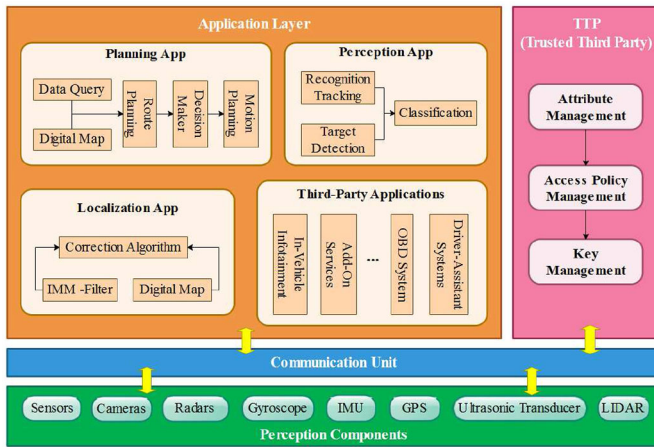 Application Layer
Planning App
Data Query
Digital Map
Route
Planning
Decision
Maker
Motion
Planning
Perception App
Recognition
Tracking
Target
Detection
Classification
Localization App
Correction Algorithm
IMM -Filter
Digital Map
Third-Party Applications
In-Vehicle
Infotainment
Add-On
Services
...
OBD System
Driver-Assistant
Systems
TTP
(Trusted Third Party)
Attribute
Management
Access Policy
Management
Key
Management
Communication Unit
Sensors
Cameras
Radars
Gyroscope
IMU
GPS
Ultrasonic Transducer
LIDAR
Perception Components